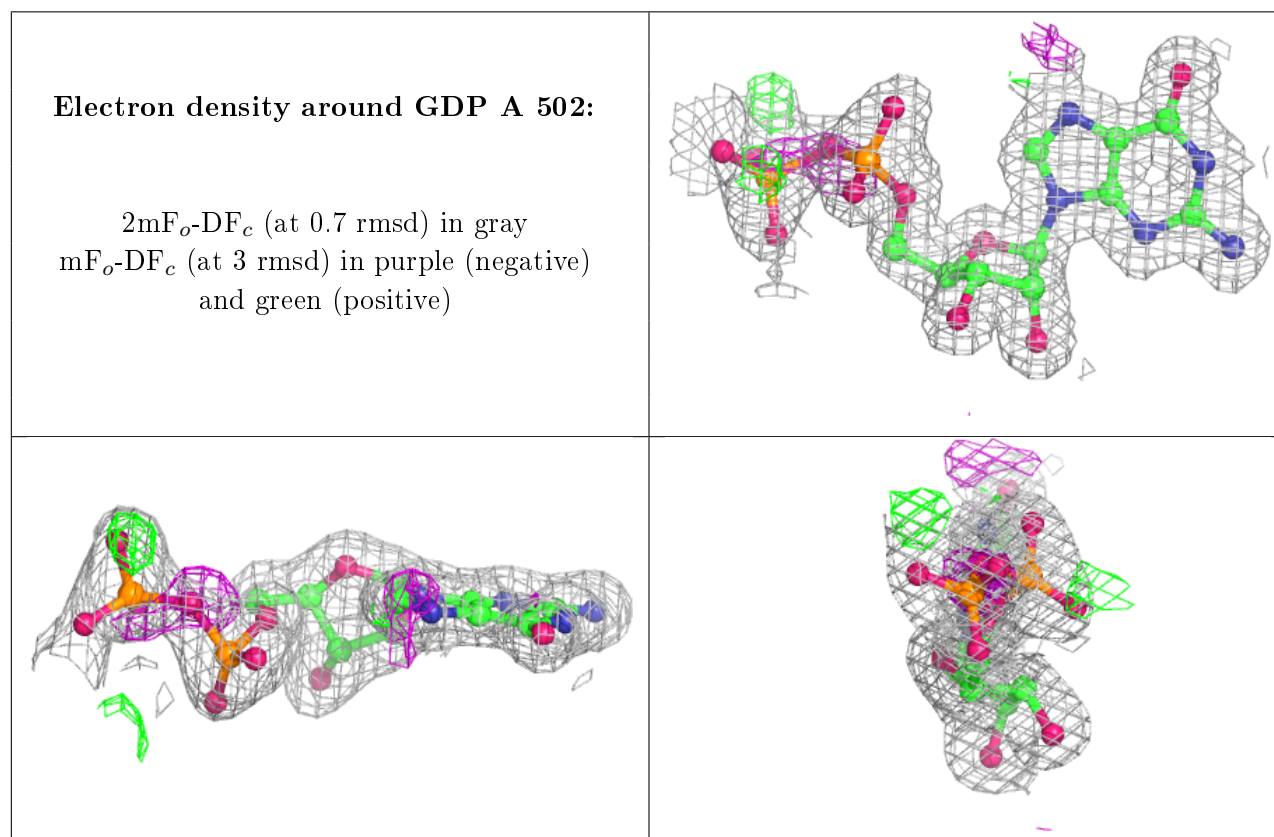 Electron density around GDP A 502:
2mFₒ-DF𝒸 (at 0.7 rmsd) in gray
mFₒ-DF𝒸 (at 3 rmsd) in purple (negative)
and green (positive)